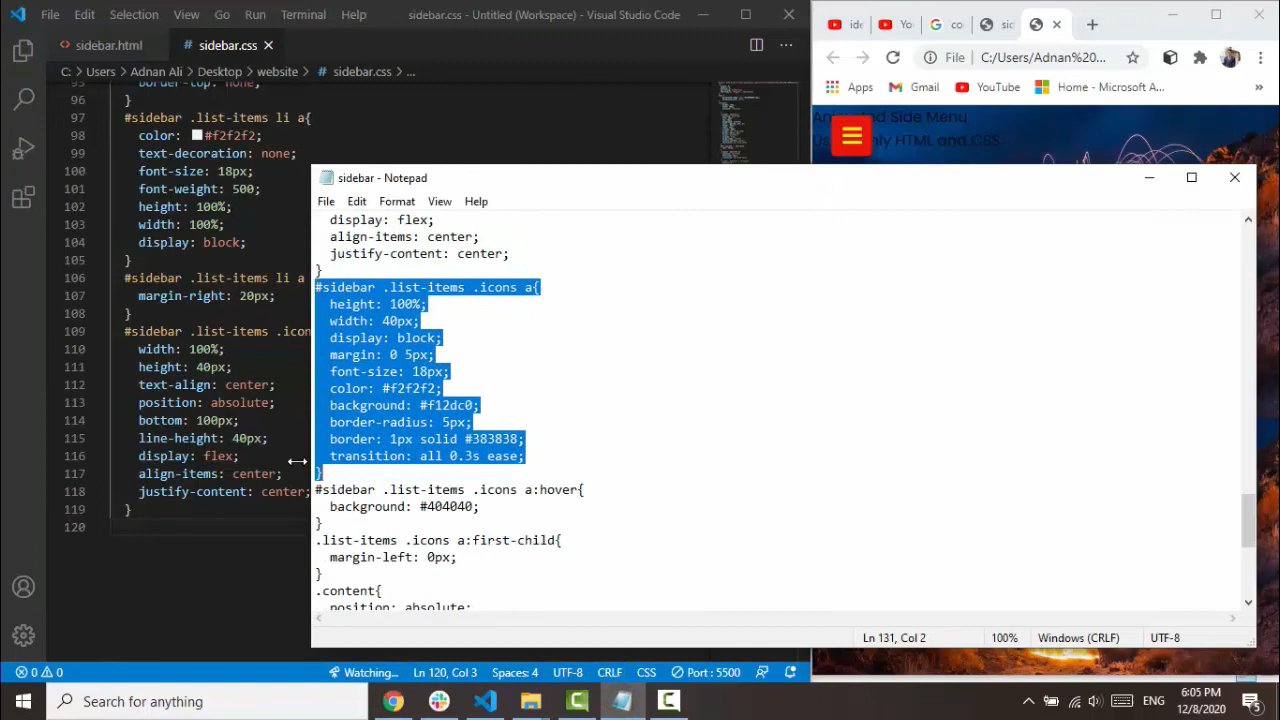 File Edit Selection View Go Run Terminal Help sidebar.css - Untitled (Workspace) - Visual Studio Code
sidebar.html # sidebar.css
C: > Users > Adnan Ali > Desktop > website > # sidebar.css > ...
95 border-top: none;
96 }
97 #sidebar .list-items li a{
98 color: #f2f2f2;
99 text-decoration: none;
100 font-size: 18px;
101 font-weight: 500;
102 height: 100%;
103 width: 100%;
104 display: block;
105 }
106 #sidebar .list-items li a
107 margin-right: 20px;
108 }
109 #sidebar .list-items .icon
110 width: 100%;
111 height: 40px;
112 text-align: center;
113 position: absolute;
114 bottom: 100px;
115 line-height: 40px;
116 display: flex;
117 align-items: center;
118 justify-content: center;
119 }
120
ide Yo co sid
File C:/Users/Adnan%20...
Apps Gmail YouTube Home - Microsoft A... »
Animated Side Menu
Us ly HTML and CSS
sidebar - Notepad
File Edit Format View Help
display: flex;
align-items: center;
justify-content: center;
}
#sidebar .list-items .icons a{
height: 100%;
width: 40px;
display: block;
margin: 0 5px;
font-size: 18px;
color: #f2f2f2;
background: #f12dc0;
border-radius: 5px;
border: 1px solid #383838;
transition: all 0.3s ease;
}
#sidebar .list-items .icons a:hover{
background: #404040;
}
.list-items .icons a:first-child{
margin-left: 0px;
}
.content{
position: absolute;
Ln 131, Col 2 100% Windows (CRLF) UTF-8
0 0 Watching... Ln 120, Col 3 Spaces: 4 UTF-8 CRLF CSS Port : 5500
Search for anything
ENG 6:05 PM
12/8/2020 5